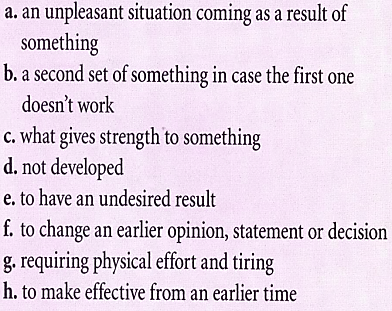 a. an unpleasant situation coming as a result of
something
b. a second set of something in case the first one
doesn't work
c. what gives strength to something
d. not developed
e. to have an undesired result
f. to change an earlier opinion, statement or decision
g. requiring physical effort and tiring
h. to make effective from an earlier time